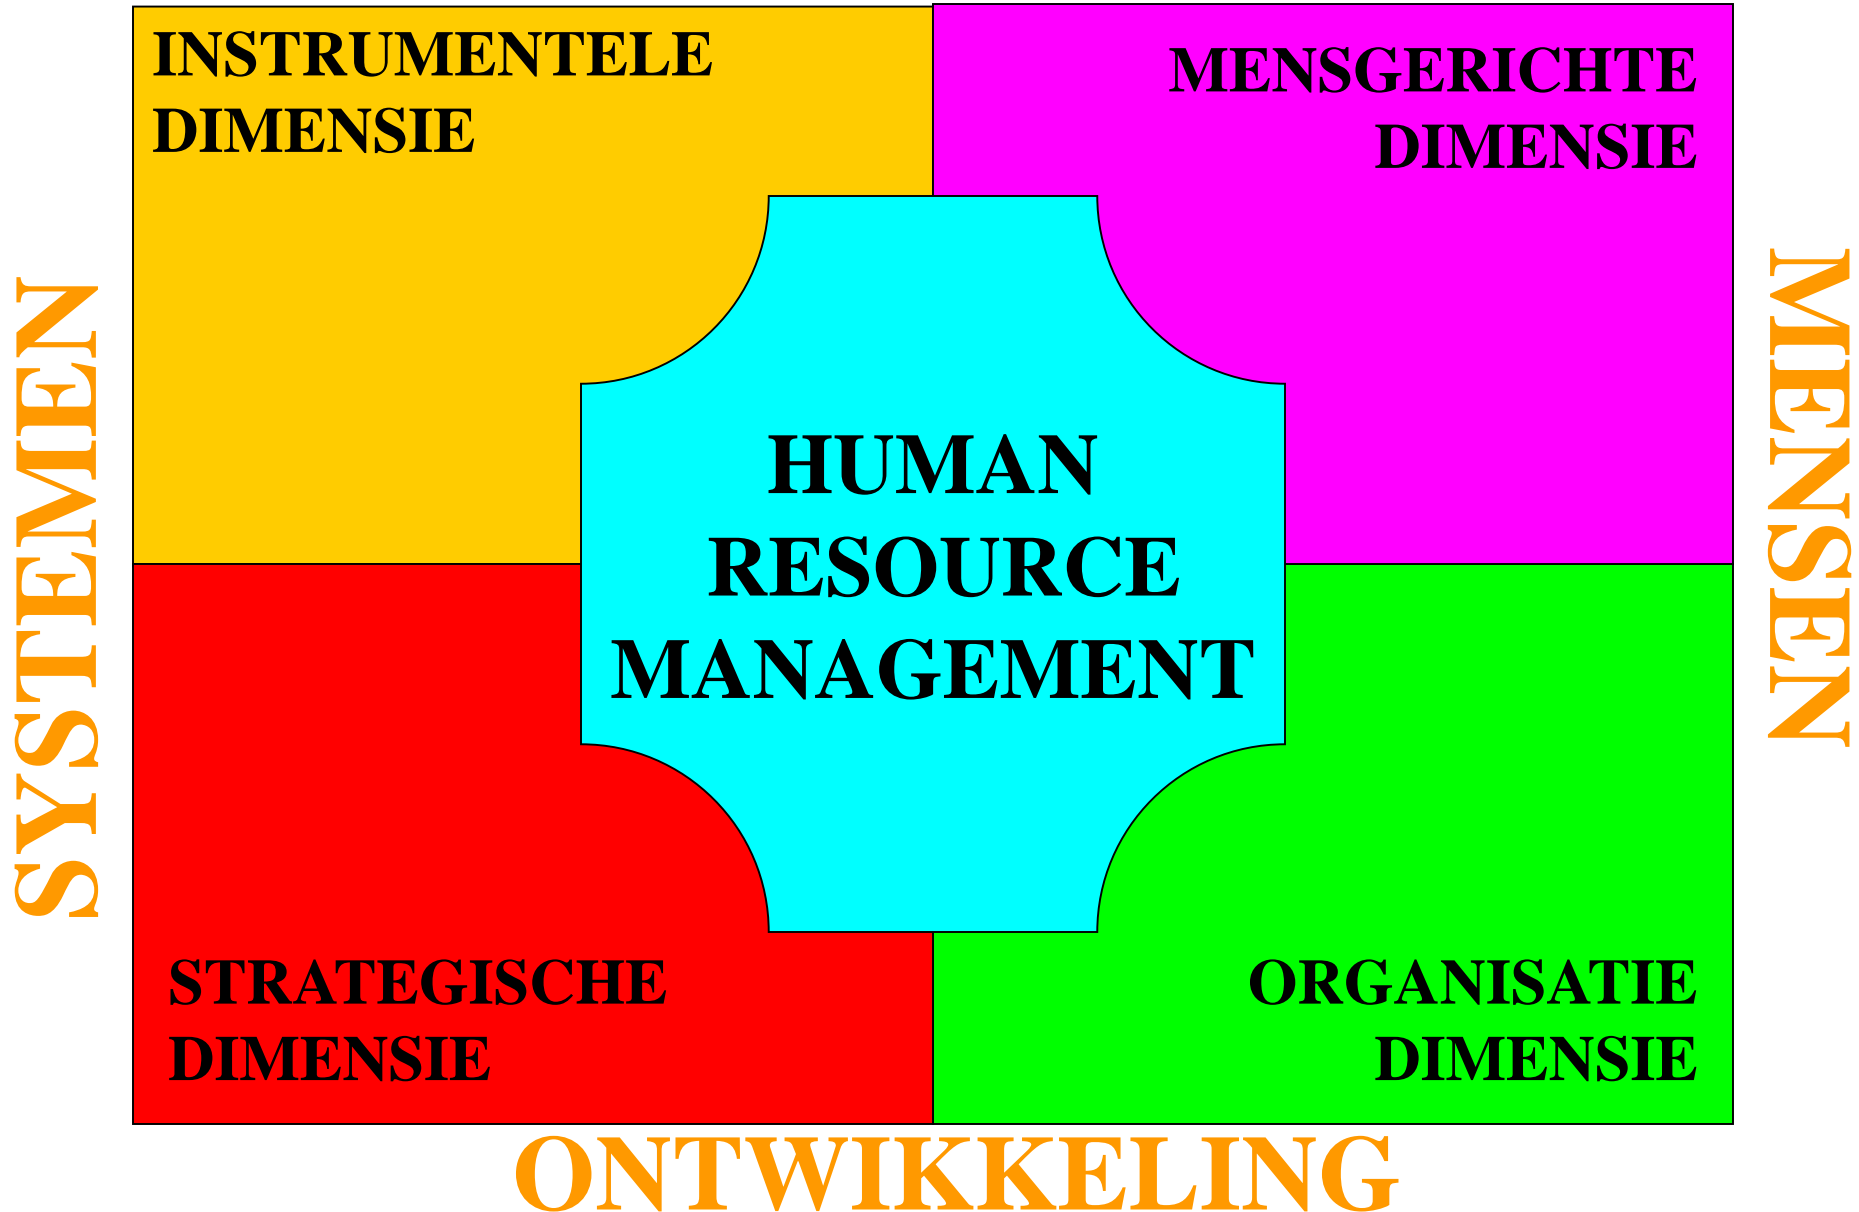 INSTRUMENTELE
DIMENSIE
MENSGERICHTE
DIMENSIE
SYSTEMEN
HUMAN
RESOURCE
MANAGEMENT
MENSEN
STRATEGISCHE
DIMENSIE
ORGANISATIE
DIMENSIE
ONTWIKKELING